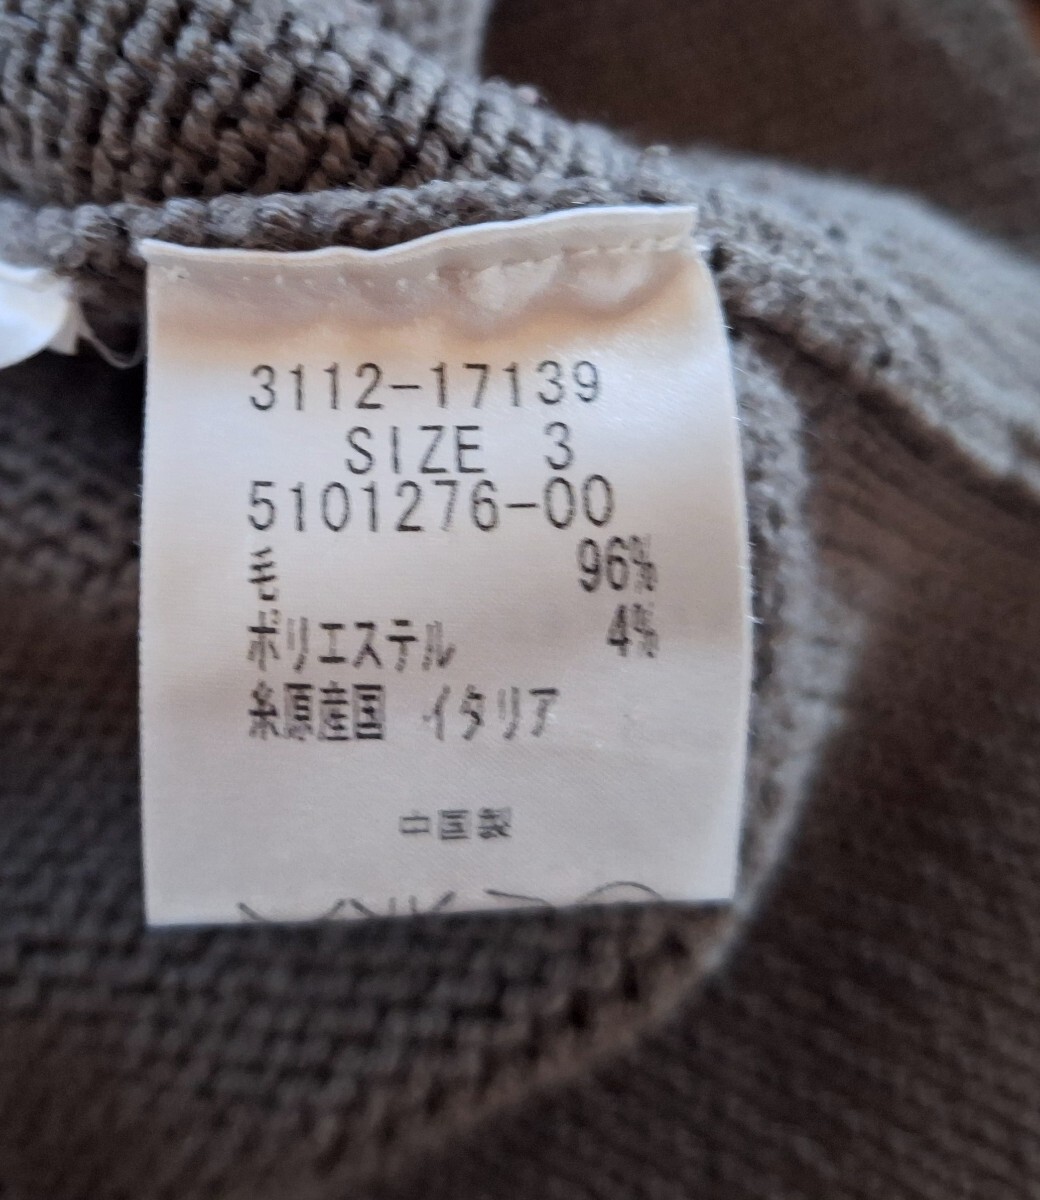 3112-17139
SIZE 3
5101276-00
毛 96%
ポリエステル 4%
糸原産国 イタリア
中国製